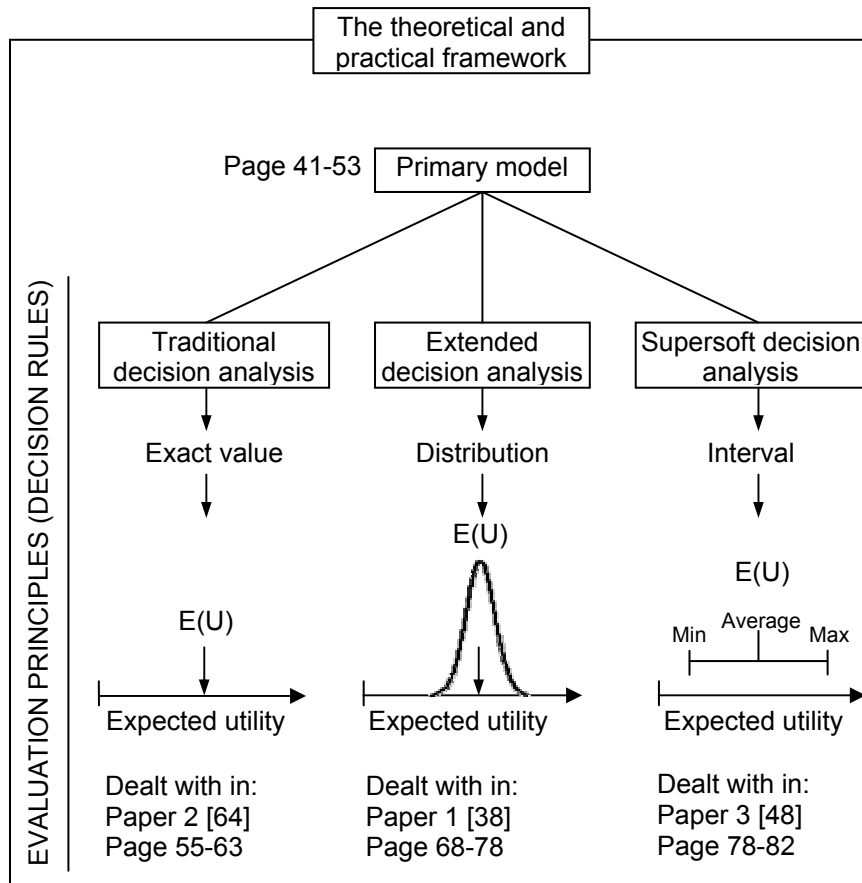 The theoretical and
practical framework
Page 41-53
Primary model
EVALUATION PRINCIPLES (DECISION RULES)
Traditional
decision analysis
Exact value
E(U)
Expected utility
Dealt with in:
Paper 2 [64]
Page 55-63
Extended
decision analysis
Distribution
E(U)
Expected utility
Dealt with in:
Paper 1 [38]
Page 68-78
Supersoft decision
analysis
Interval
E(U)
Min
Average
Max
Expected utility
Dealt with in:
Paper 3 [48]
Page 78-82